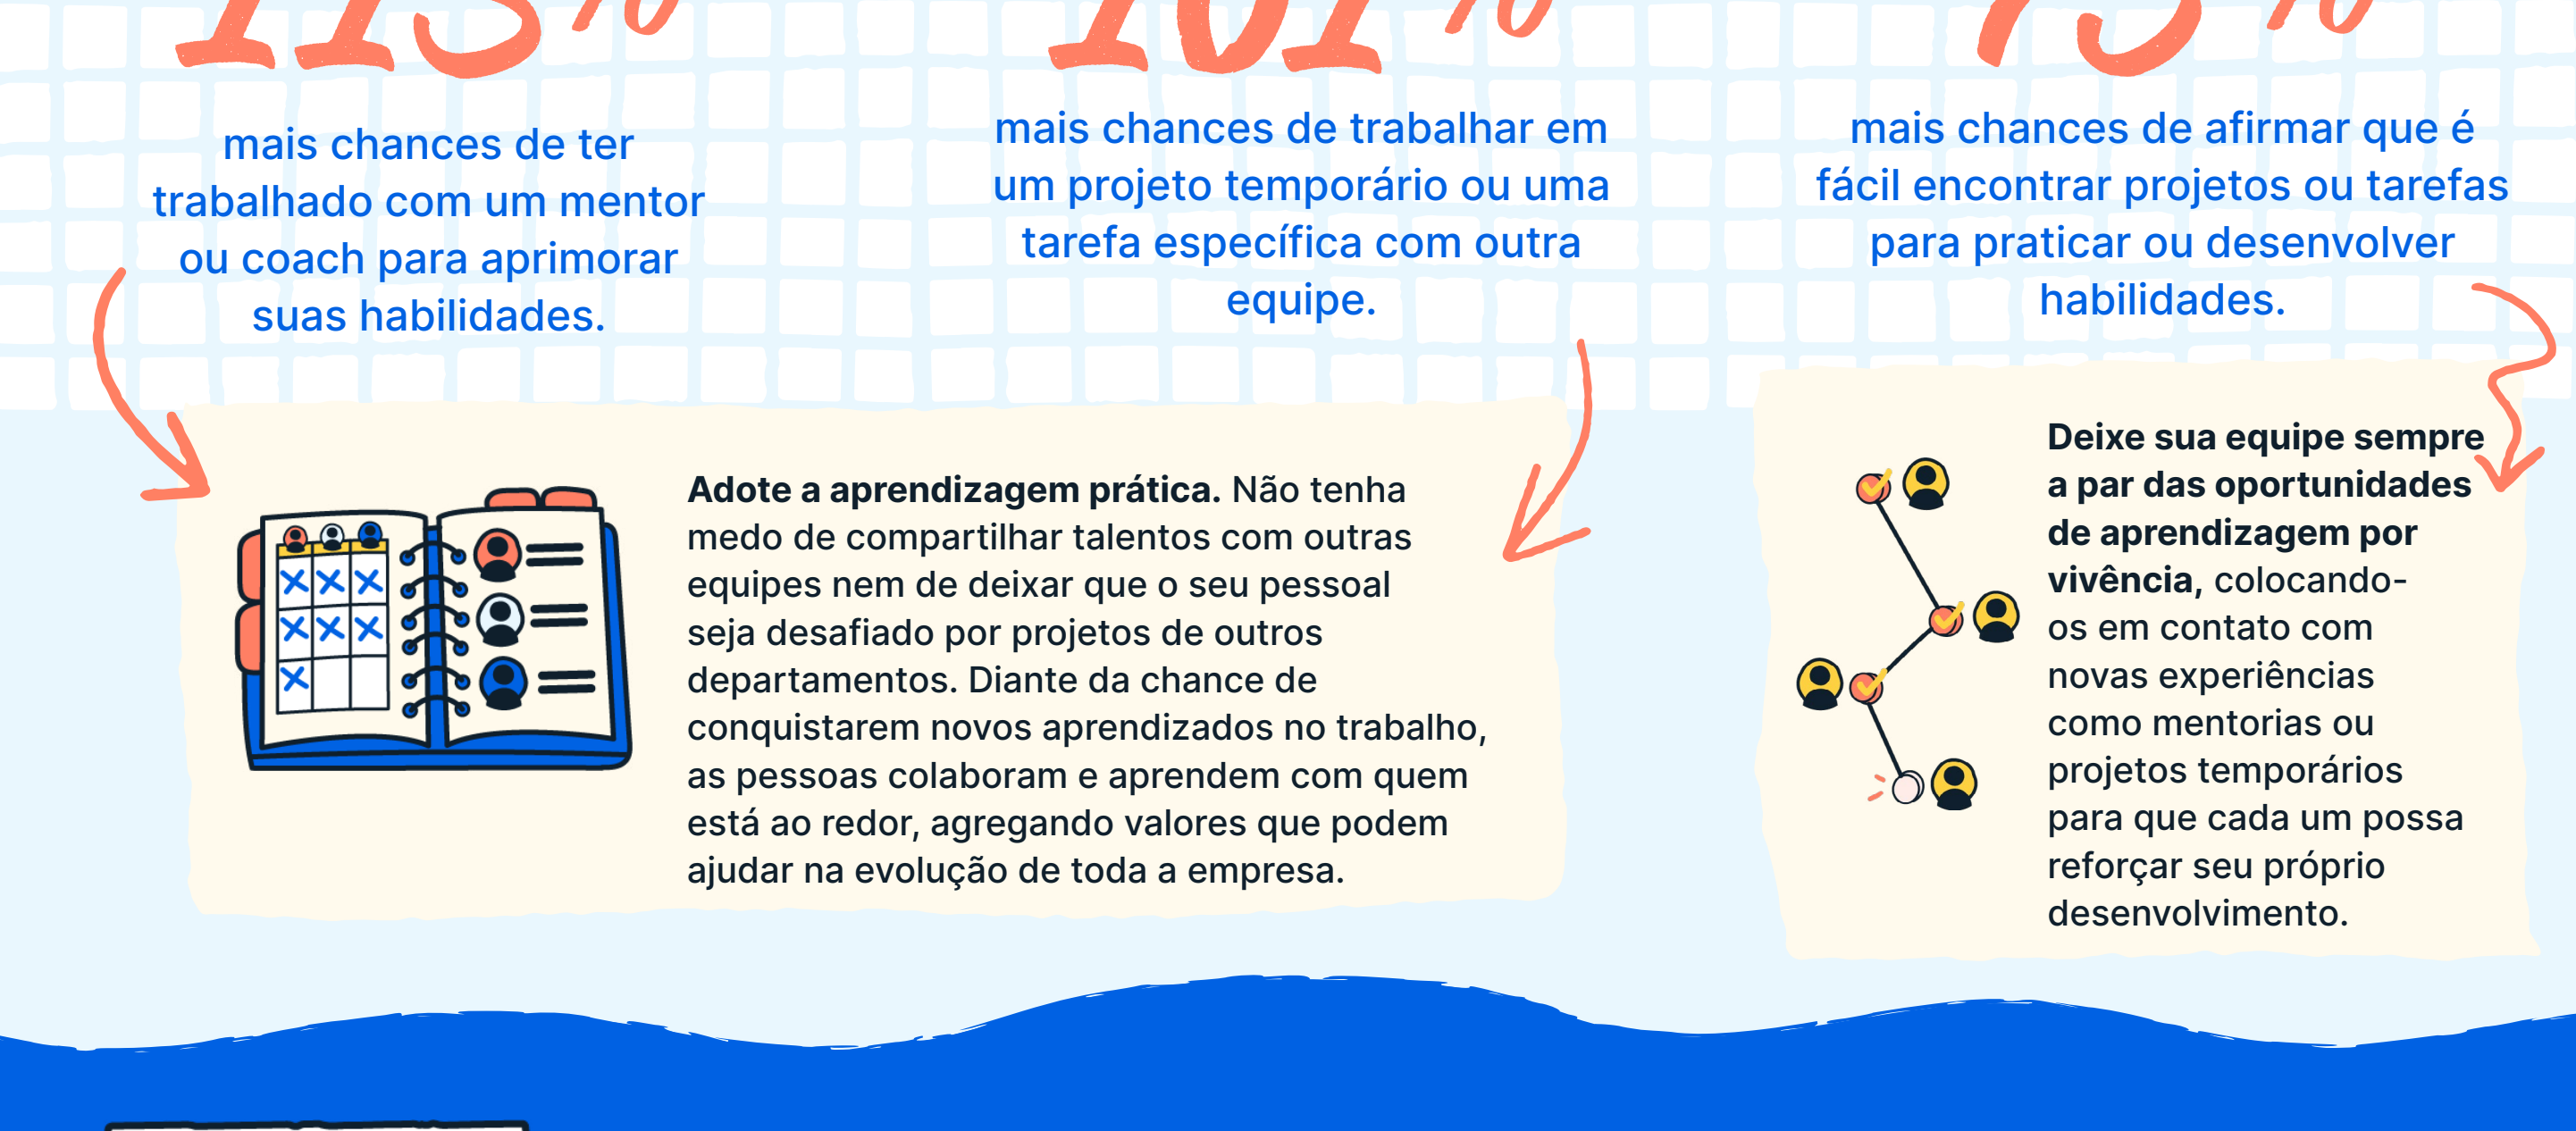 mais chances de ter
trabalhado com um mentor
ou coach para aprimorar
suas habilidades.
mais chances de trabalhar em
um projeto temporário ou uma
tarefa específica com outra
equipe.
mais chances de afirmar que é
fácil encontrar projetos ou tarefas
para praticar ou desenvolver
habilidades.
Adote a aprendizagem prática. Não tenha
medo de compartilhar talentos com outras
equipes nem de deixar que o seu pessoal
seja desafiado por projetos de outros
departamentos. Diante da chance de
conquistarem novos aprendizados no trabalho,
as pessoas colaboram e aprendem com quem
está ao redor, agregando valores que podem
ajudar na evolução de toda a empresa.
Deixe sua equipe sempre
a par das oportunidades
de aprendizagem por
vivência, colocando-
os em contato com
novas experiências
como mentorias ou
projetos temporários
para que cada um possa
reforçar seu próprio
desenvolvimento.